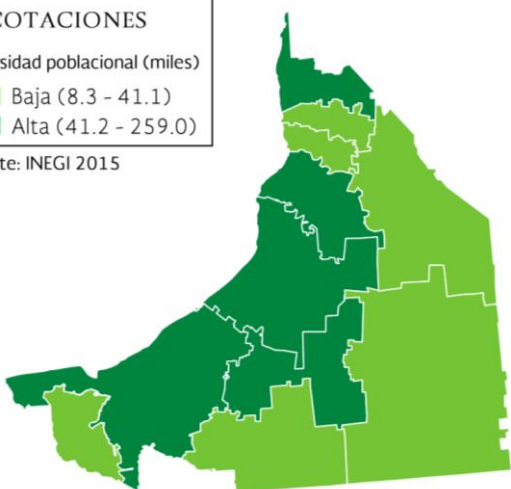 COTACIONES
sidad poblacional (miles)
Baja (8.3 - 41.1)
Alta (41.2 - 259.0)
te: INEGI 2015